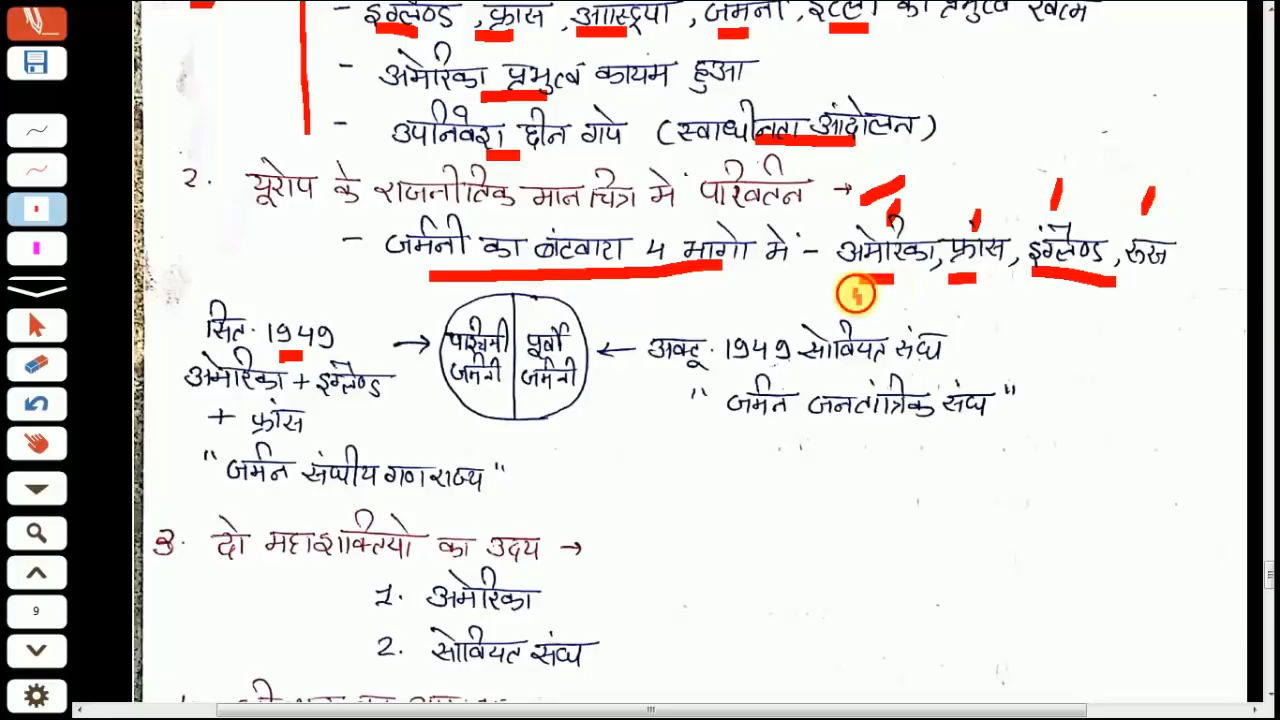 - इंग्लैण्ड, फ्रांस, आस्ट्रिया, जर्मनी, इटली का प्रभुत्व खत्म
- अमेरिका प्रभुत्व कायम हुआ
- उपनिवेश छीन गये (स्वाधीनता आंदोलन)
2. यूरोप के राजनीतिक मानचित्र में परिवर्तन →
- जर्मनी का बंटवारा 4 भागो में - अमेरिका, फ्रांस, इंग्लैण्ड, रूस
सित. 1949 → पश्चिमी जर्मनी पूर्वी जर्मनी ← अक्टू. 1949 सोवियत संघ
अमेरिका + इंग्लैण्ड
+ फ्रांस
"जर्मन जनतांत्रिक संघ"
"जर्मन संघीय गणराज्य"
3. दो महाशक्तियो का उदय →
1. अमेरिका
2. सोवियत संघ
9